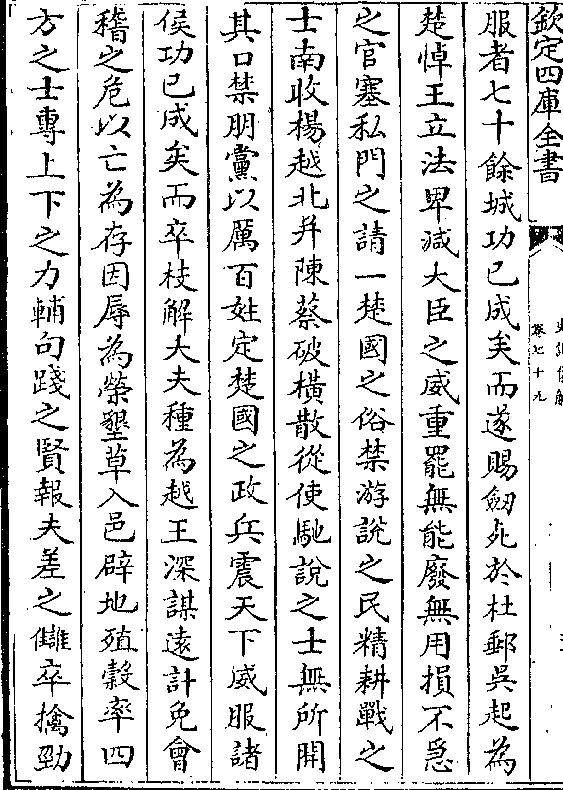 欽定四庫全書
卷七十九
服者七十餘城功已成矣而遂賜劒死於杜郵吳起為
楚悼王立法卑減大臣之威重罷無能廢無用損不急
之官塞私門之請一楚國之俗禁游說之民精耕戰之
士南收楊越北并陳蔡破橫散從使馳說之士無所開
其口禁朋黨以厲百姓定楚國之政兵震天下威服諸
侯功已成矣而卒枝解大夫種為越王深謀遠計免會
稽之危以亡為存因辱為榮墾草入邑辟地殖穀率四
方之士專上下之力輔句踐之賢報夫差之讎卒擒勁